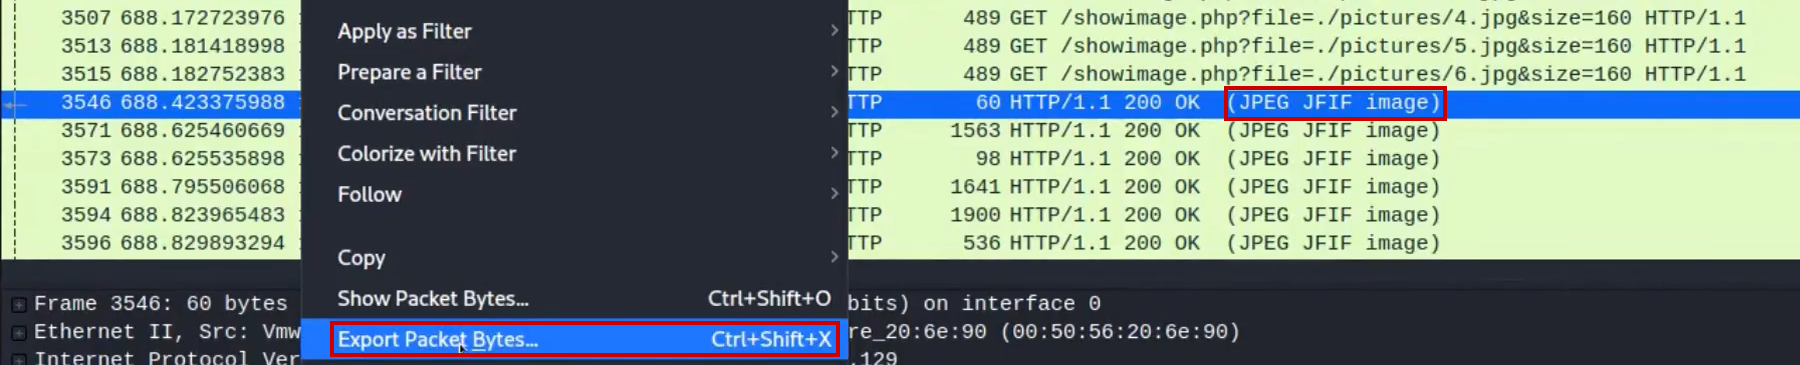 3507 688.172723976 TTP 489 GET /showimage.php?file=./pictures/4.jpg&size=160 HTTP/1.1
3513 688.181418998 TTP 489 GET /showimage.php?file=./pictures/5.jpg&size=160 HTTP/1.1
3515 688.182752383 TTP 489 GET /showimage.php?file=./pictures/6.jpg&size=160 HTTP/1.1
3546 688.423375988 TTP 60 HTTP/1.1 200 OK (JPEG JFIF image)
3571 688.625460669 TTP 1563 HTTP/1.1 200 OK (JPEG JFIF image)
3573 688.625535898 TTP 98 HTTP/1.1 200 OK (JPEG JFIF image)
3591 688.795506068 TTP 1641 HTTP/1.1 200 OK (JPEG JFIF image)
3594 688.823965483 TTP 1900 HTTP/1.1 200 OK (JPEG JFIF image)
3596 688.829893294 TTP 536 HTTP/1.1 200 OK (JPEG JFIF image)
Apply as Filter
Prepare a Filter
Conversation Filter
Colorize with Filter
Follow
Copy
Show Packet Bytes... Ctrl+Shift+O
Export Packet Bytes... Ctrl+Shift+X
Frame 3546: 60 bytes bits) on interface 0
Ethernet II, Src: Vmw re_20:6e:90 (00:50:56:20:6e:90)
Internet Protocol Ver .129